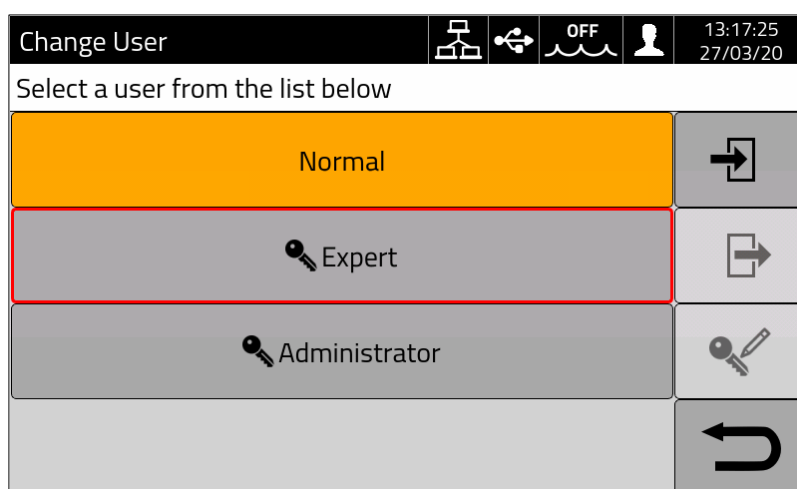 Change User
OFF
13:17:25
27/03/20
Select a user from the list below
Normal
Expert
Administrator